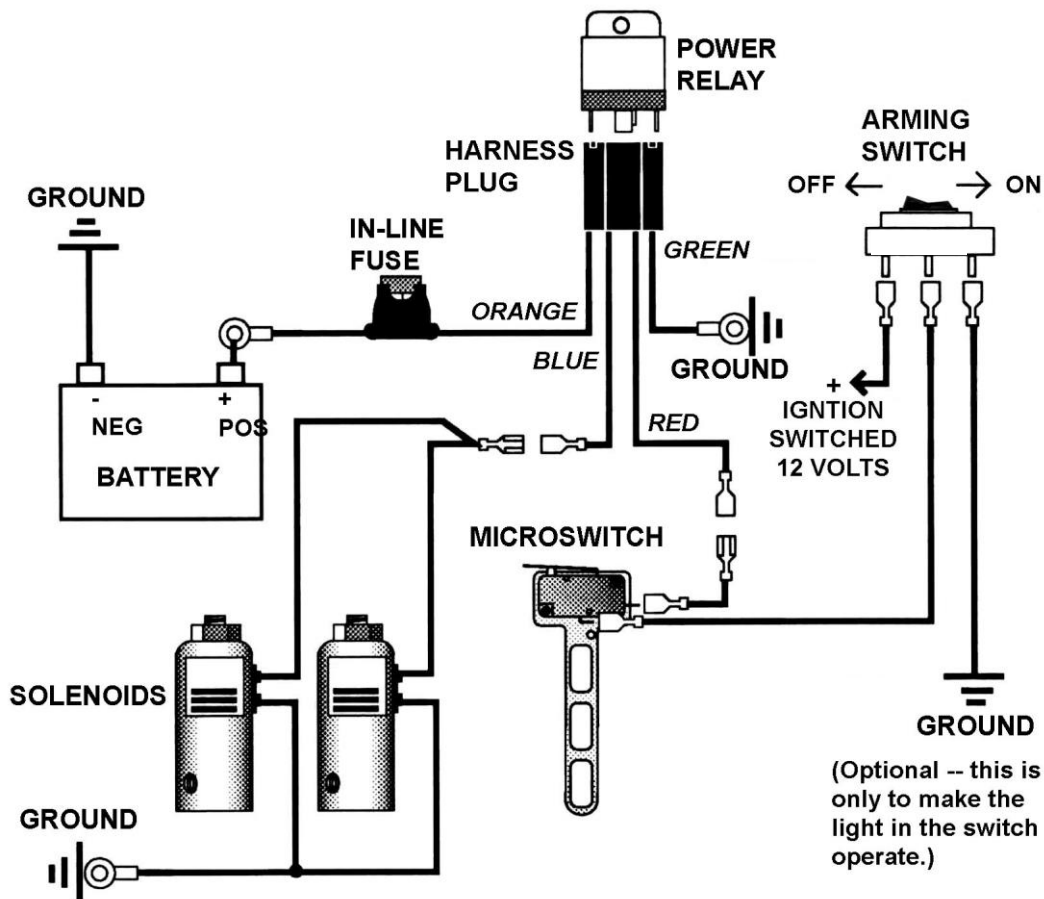 POWER
RELAY
ARMING
SWITCH
OFF
ON
HARNESS
PLUG
GROUND
IN-LINE
FUSE
GREEN
ORANGE
BLUE
GROUND
+
IGNTION
SWITCHED
12 VOLTS
RED
-
NEG
+
POS
BATTERY
MICROSWITCH
SOLENOIDS
GROUND
GROUND
(Optional -- this is
only to make the
light in the switch
operate.)